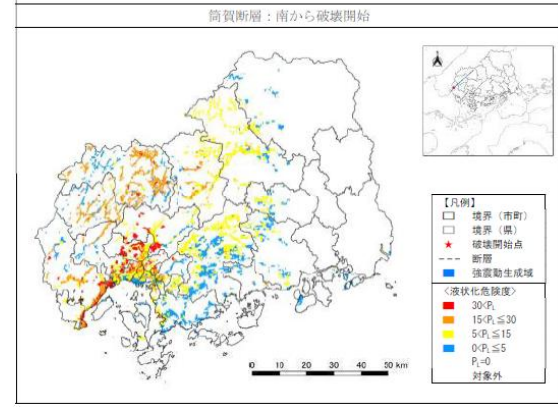 筒賀断層：南から破壊開始
【凡例】
境界（市町）
境界（県）
破壊開始点
断層
強震動生成域
<液状化危険度>
30<PL
15<PL≦30
5<PL≦15
0<PL≦5
PL=0
対象外
0 10 20 30 40 50 km